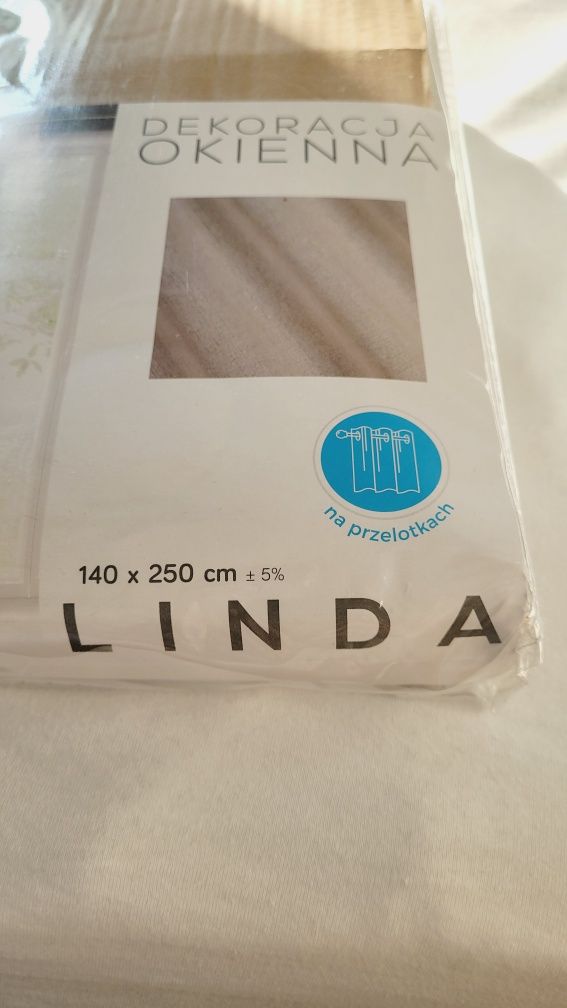 DEKORACJA
OKIENNA
na przelotkach
140 x 250 cm ± 5%
LINDA